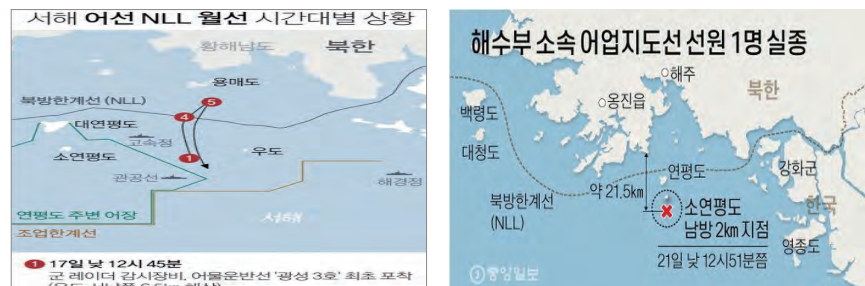 서해 어선 NLL 월선 시간대별 상황
황해남도
북한
용매도
5
북방한계선 (NLL)
4
대연평도
고속정
소연평도
1
우도
관공선
해경정
연평도 주변 어장
서해
조업한계선
1 17일 낮 12시 45분
군 레이더 감시장비, 어물운반선 '광성 3호' 최초 포착
해수부 소속 어업지도선 선원 1명 실종
해주
북한
옹진읍
백령도
대청도
연평도
강화군
약 21.5km
북방한계선
(NLL)
소연평도
남방 2km 지점
한국
영종도
21일 낮 12시51분쯤
중앙일보